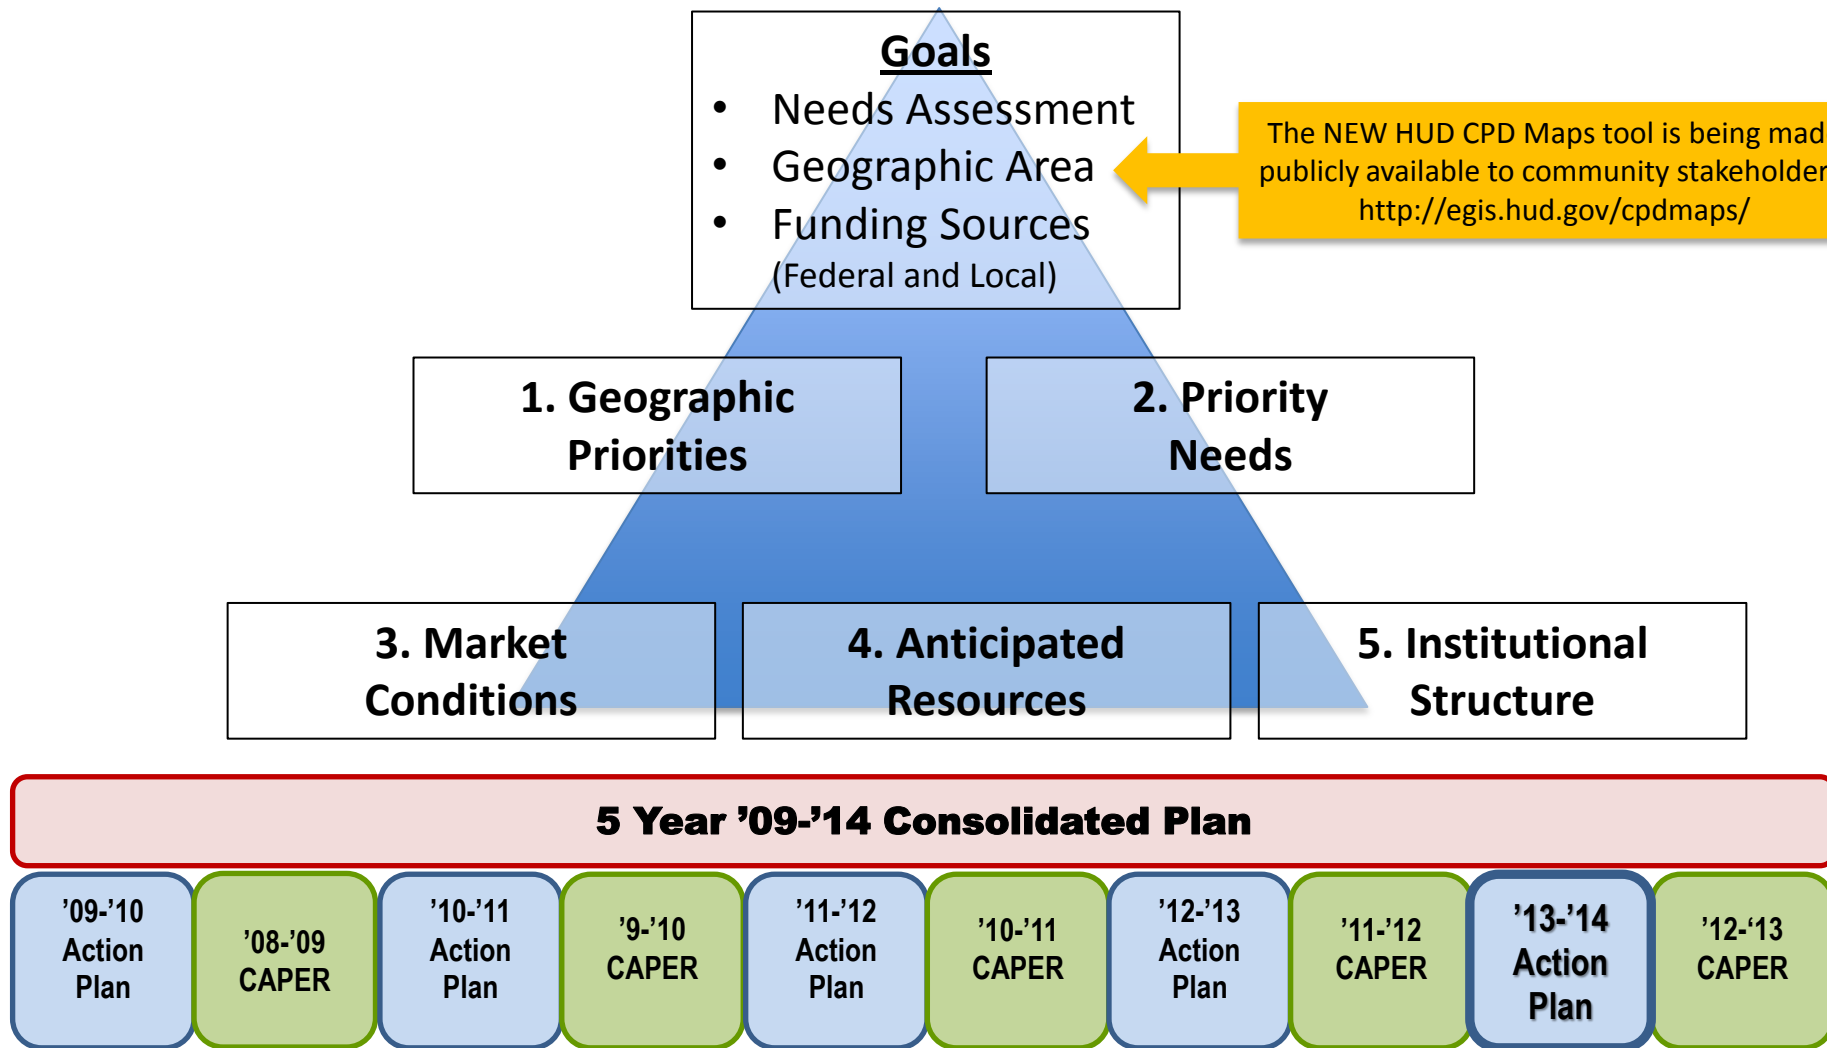 Goals
• Needs Assessment
• Geographic Area
• Funding Sources
(Federal and Local)
The NEW HUD CPD Maps tool is being mad
publicly available to community stakeholder
http://egis.hud.gov/cpdmaps/
1. Geographic
Priorities
2. Priority
Needs
3. Market
Conditions
4. Anticipated
Resources
5. Institutional
Structure
5 Year ’09-’14 Consolidated Plan
’09-’10
Action
Plan
’08-’09
CAPER
’10-’11
Action
Plan
’9-’10
CAPER
’11-’12
Action
Plan
’10-’11
CAPER
’12-’13
Action
Plan
’11-’12
CAPER
’13-’14
Action
Plan
’12-‘13
CAPER